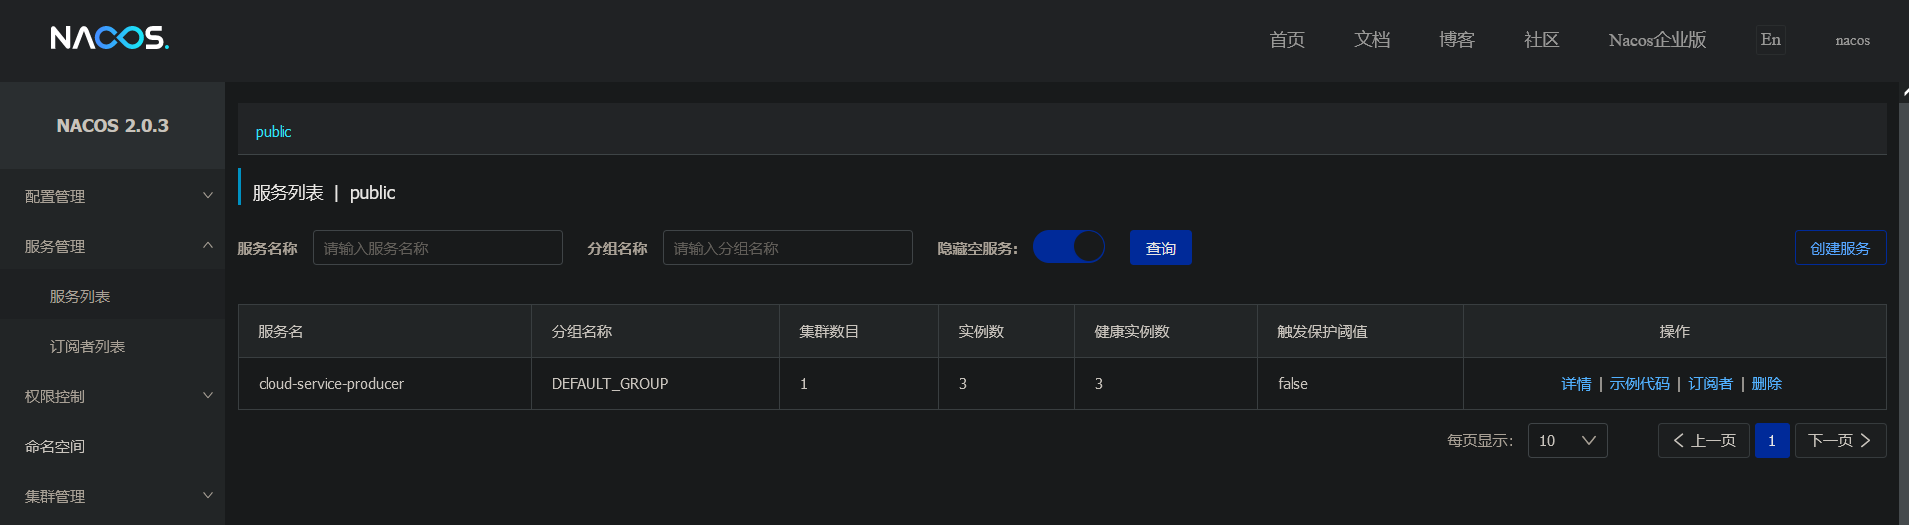 NACOS.
首页 文档 博客 社区 Nacos企业版 En nacos
NACOS 2.0.3
配置管理
服务管理
服务列表
订阅者列表
权限控制
命名空间
集群管理
public
服务列表 | public
服务名称 请输入服务名称 分组名称 请输入分组名称 隐藏空服务: 查询 创建服务
服务名 分组名称 集群数目 实例数 健康实例数 触发保护阈值 操作
cloud-service-producer DEFAULT_GROUP 1 3 3 false 详情 | 示例代码 | 订阅者 | 删除
每页显示: 10 上一页 1 下一页